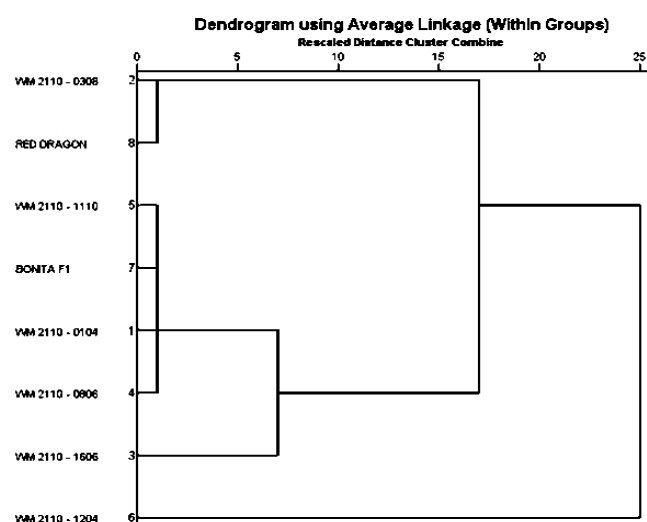 Dendrogram using Average Linkage (Within Groups)
Rescaled Distance Cluster Combine
0 5 10 15 20 25
WM 2110 - 0308 2
RED DRAGON 8
WM 2110 - 1110 5
BONITA F1 7
WM 2110 - 0104 1
WM 2110 - 0906 4
WM 2110 - 1606 3
WM 2110 - 1204 6